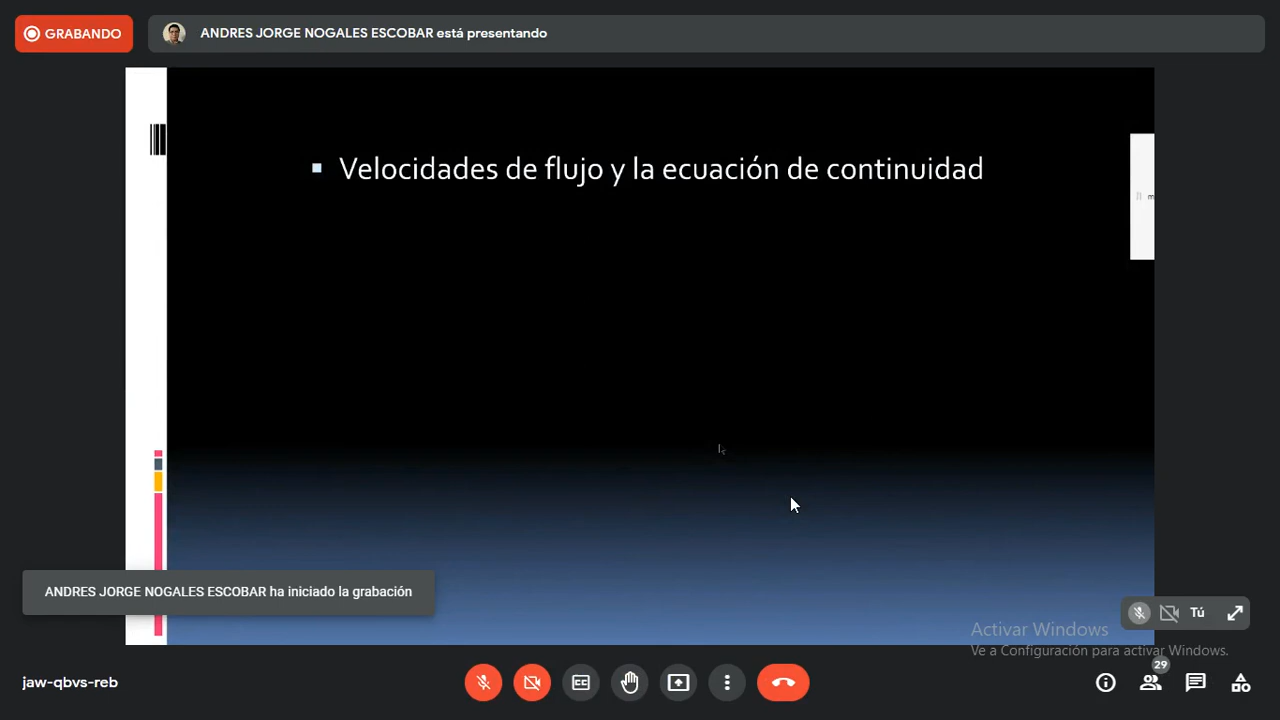 GRABANDO
ANDRES JORGE NOGALES ESCOBAR está presentando
Velocidades de flujo y la ecuación de continuidad
ANDRES JORGE NOGALES ESCOBAR ha iniciado la grabación
Tú
Activar Windows
Ve a Configuración para activar Windows.
29
jaw-qbvs-reb
CC